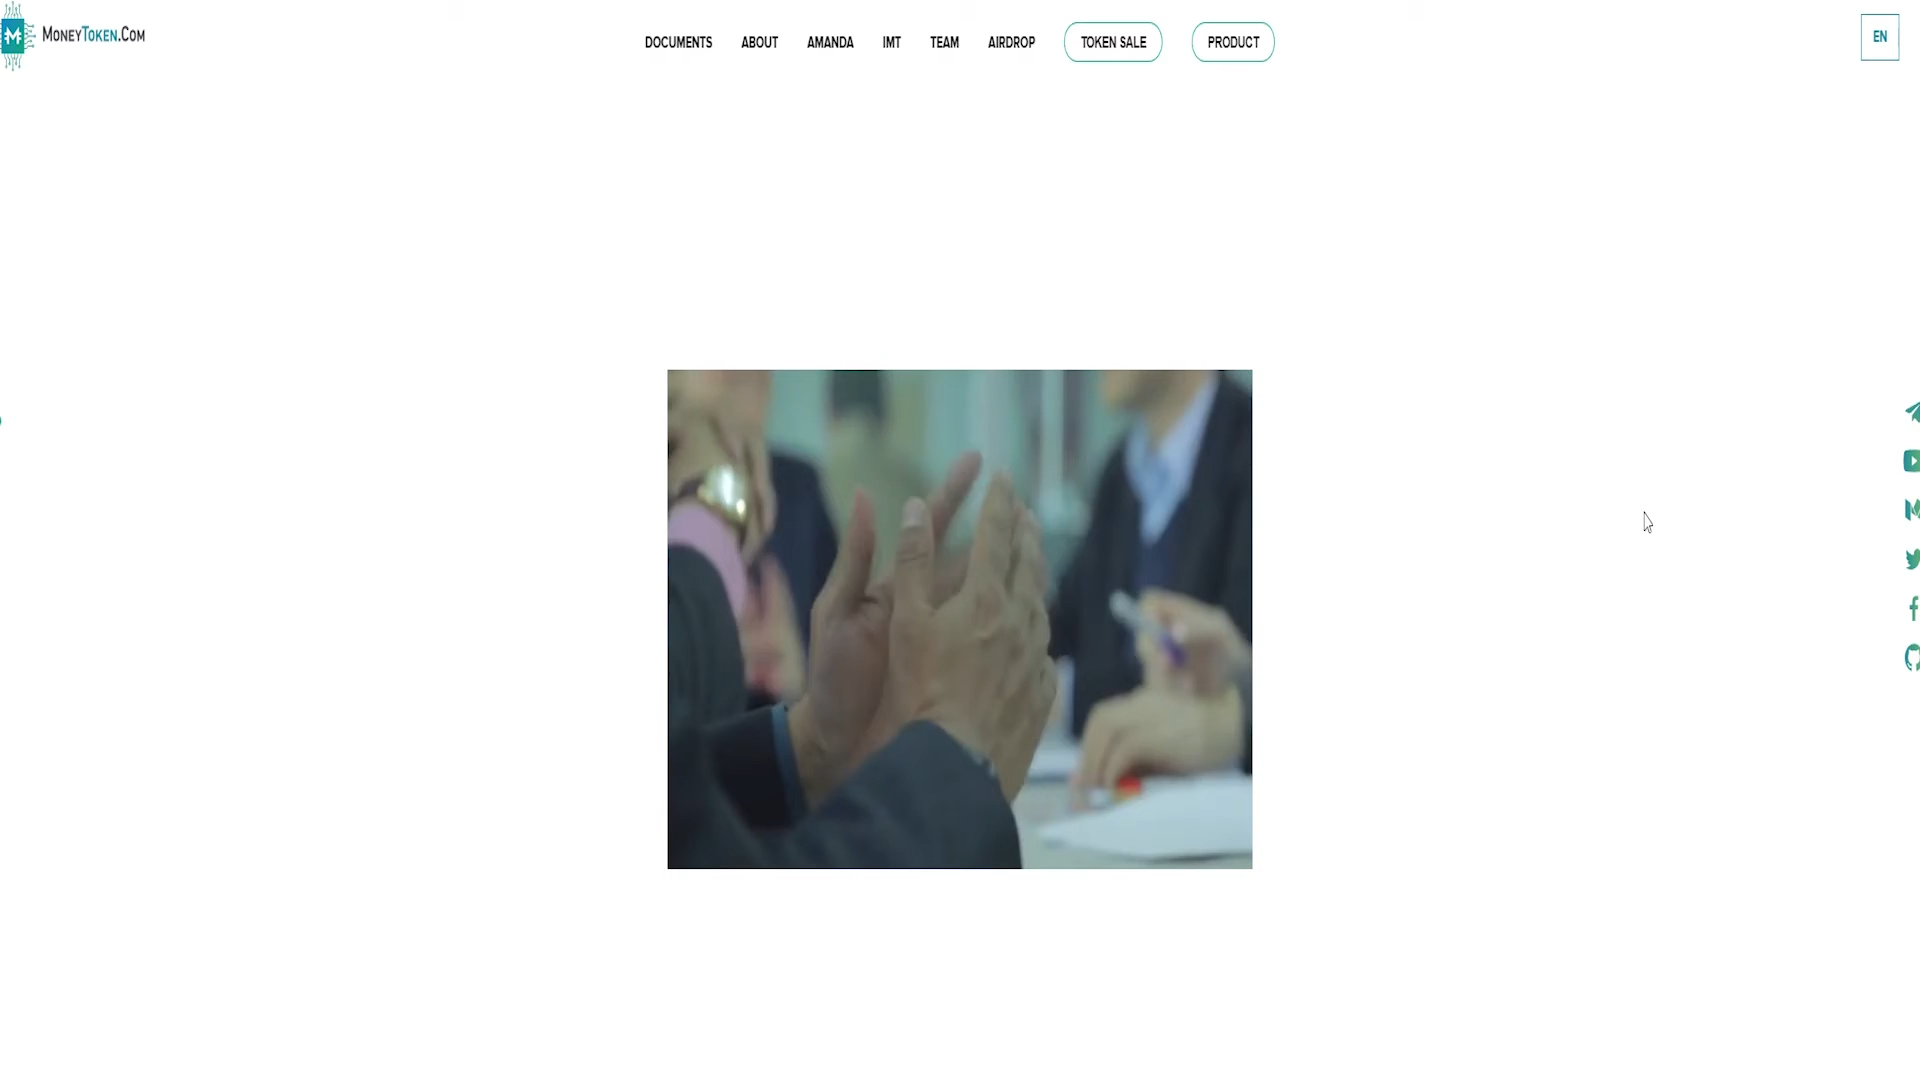 MONEYTOKEN.COM
DOCUMENTS
ABOUT
AMANDA
IMT
TEAM
AIRDROP
TOKEN SALE
PRODUCT
EN